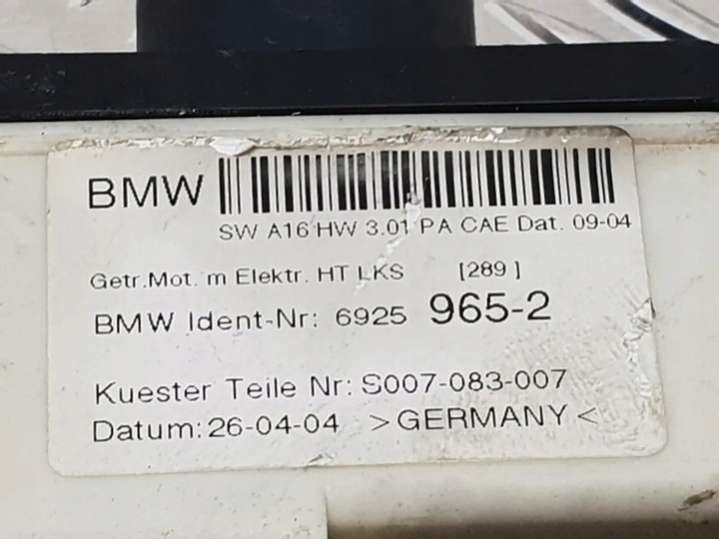 BMW
SW A16 HW 3.01 PA CAE Dat. 09-04
Getr.Mot. m Elektr. HT LKS [289]
BMW Ident-Nr: 6925 965-2
Kuester Teile Nr: S007-083-007
Datum: 26-04-04 >GERMANY<